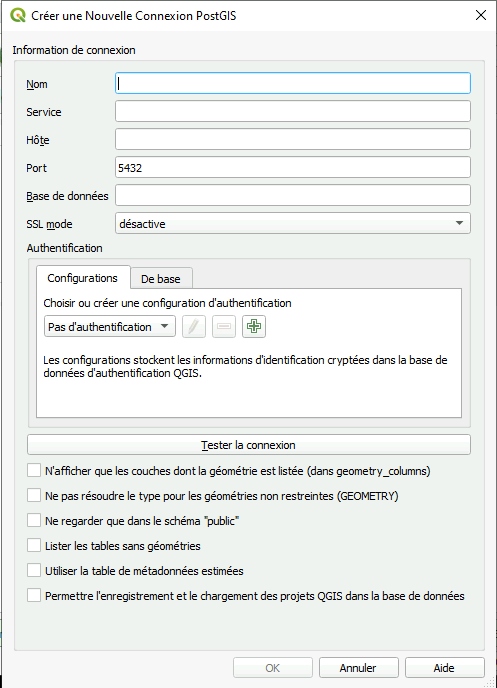 Créer une Nouvelle Connexion PostGIS
Information de connexion
Nom
Service
Hôte
Port 5432
Base de données
SSL mode désactive
Authentification
Configurations De base
Choisir ou créer une configuration d'authentification
Pas d'authentification
Les configurations stockent les informations d'identification cryptées dans la base de
données d'authentification QGIS.
Tester la connexion
N'afficher que les couches dont la géométrie est listée (dans geometry_columns)
Ne pas résoudre le type pour les géométries non restreintes (GEOMETRY)
Ne regarder que dans le schéma "public"
Lister les tables sans géométries
Utiliser la table de métadonnées estimées
Permettre l'enregistrement et le chargement des projets QGIS dans la base de données
OK Annuler Aide